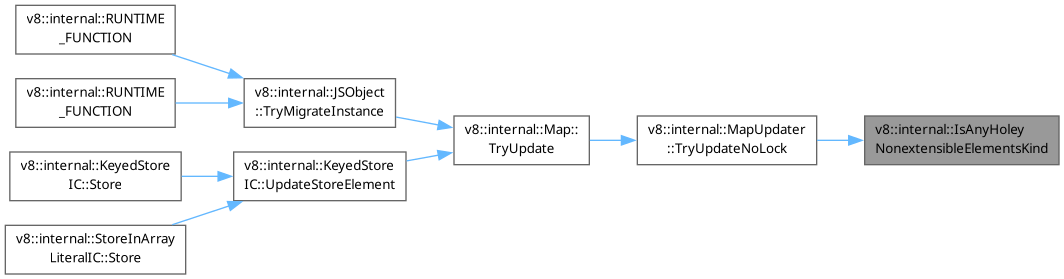 v8::internal::RUNTIME
_FUNCTION
v8::internal::RUNTIME
_FUNCTION
v8::internal::KeyedStore
IC::Store
v8::internal::StoreInArray
LiteralIC::Store
v8::internal::JSObject
::TryMigrateInstance
v8::internal::KeyedStore
IC::UpdateStoreElement
v8::internal::Map::
TryUpdate
v8::internal::MapUpdater
::TryUpdateNoLock
v8::internal::IsAnyHoley
NonextensibleElementsKind